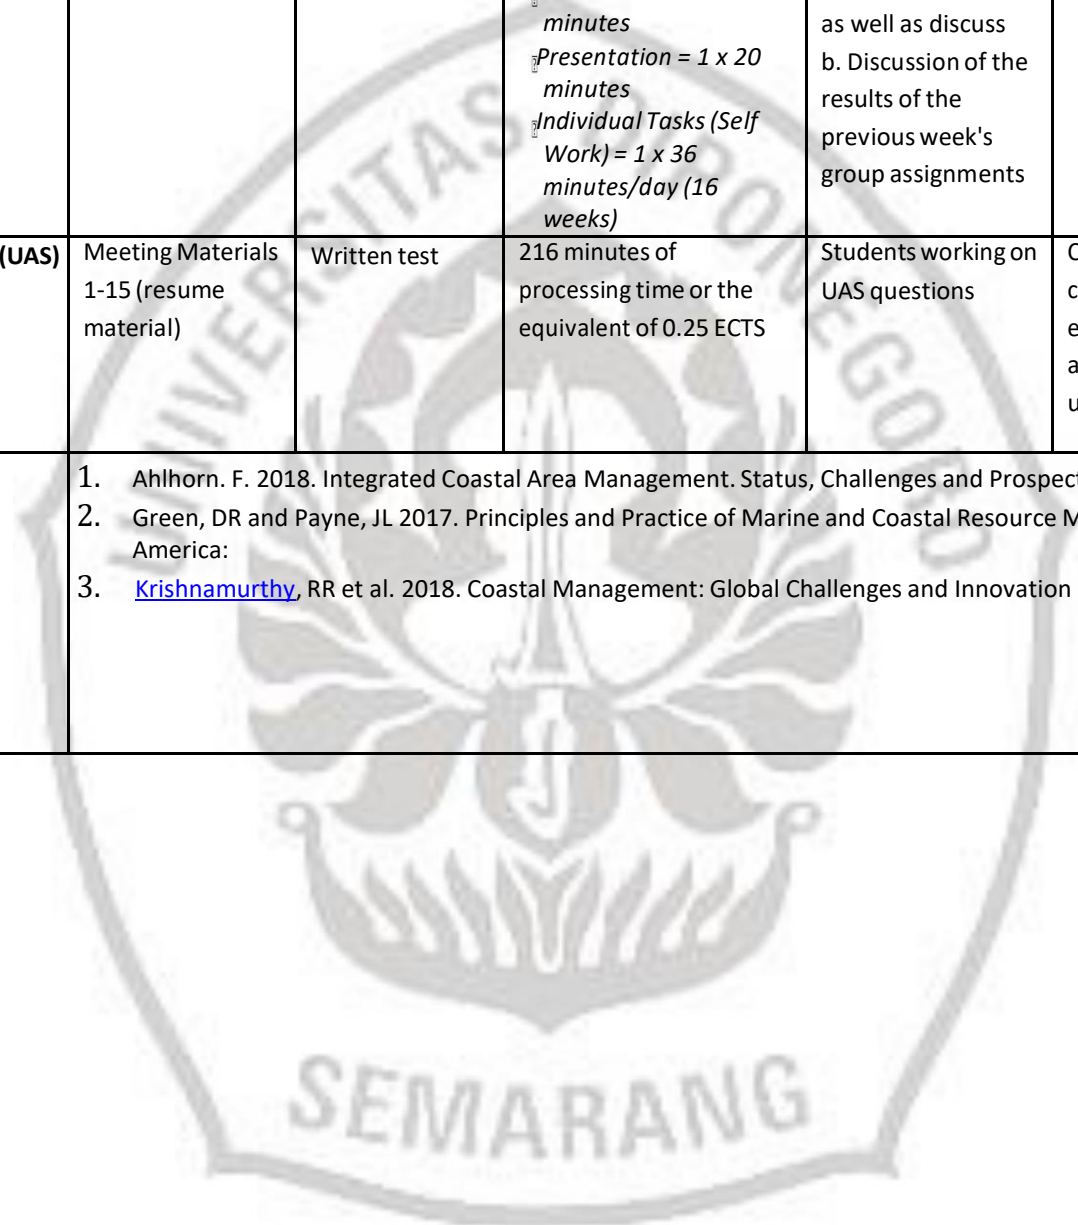 minutes
Presentation = 1 x 20
minutes
Individual Tasks (Self
Work) = 1 x 36
minutes/day (16
weeks)
as well as discuss
b. Discussion of the
results of the
previous week's
group assignments
(UAS)
Meeting Materials
1-15 (resume
material)
Written test
216 minutes of
processing time or the
equivalent of 0.25 ECTS
Students working on
UAS questions
1. Ahlhorn. F. 2018. Integrated Coastal Area Management. Status, Challenges and Prospect
2. Green, DR and Payne, JL 2017. Principles and Practice of Marine and Coastal Resource M
America:
3. Krishnamurthy, RR et al. 2018. Coastal Management: Global Challenges and Innovation
UNIVERSITAS DIPONEGORO
SEMARANG